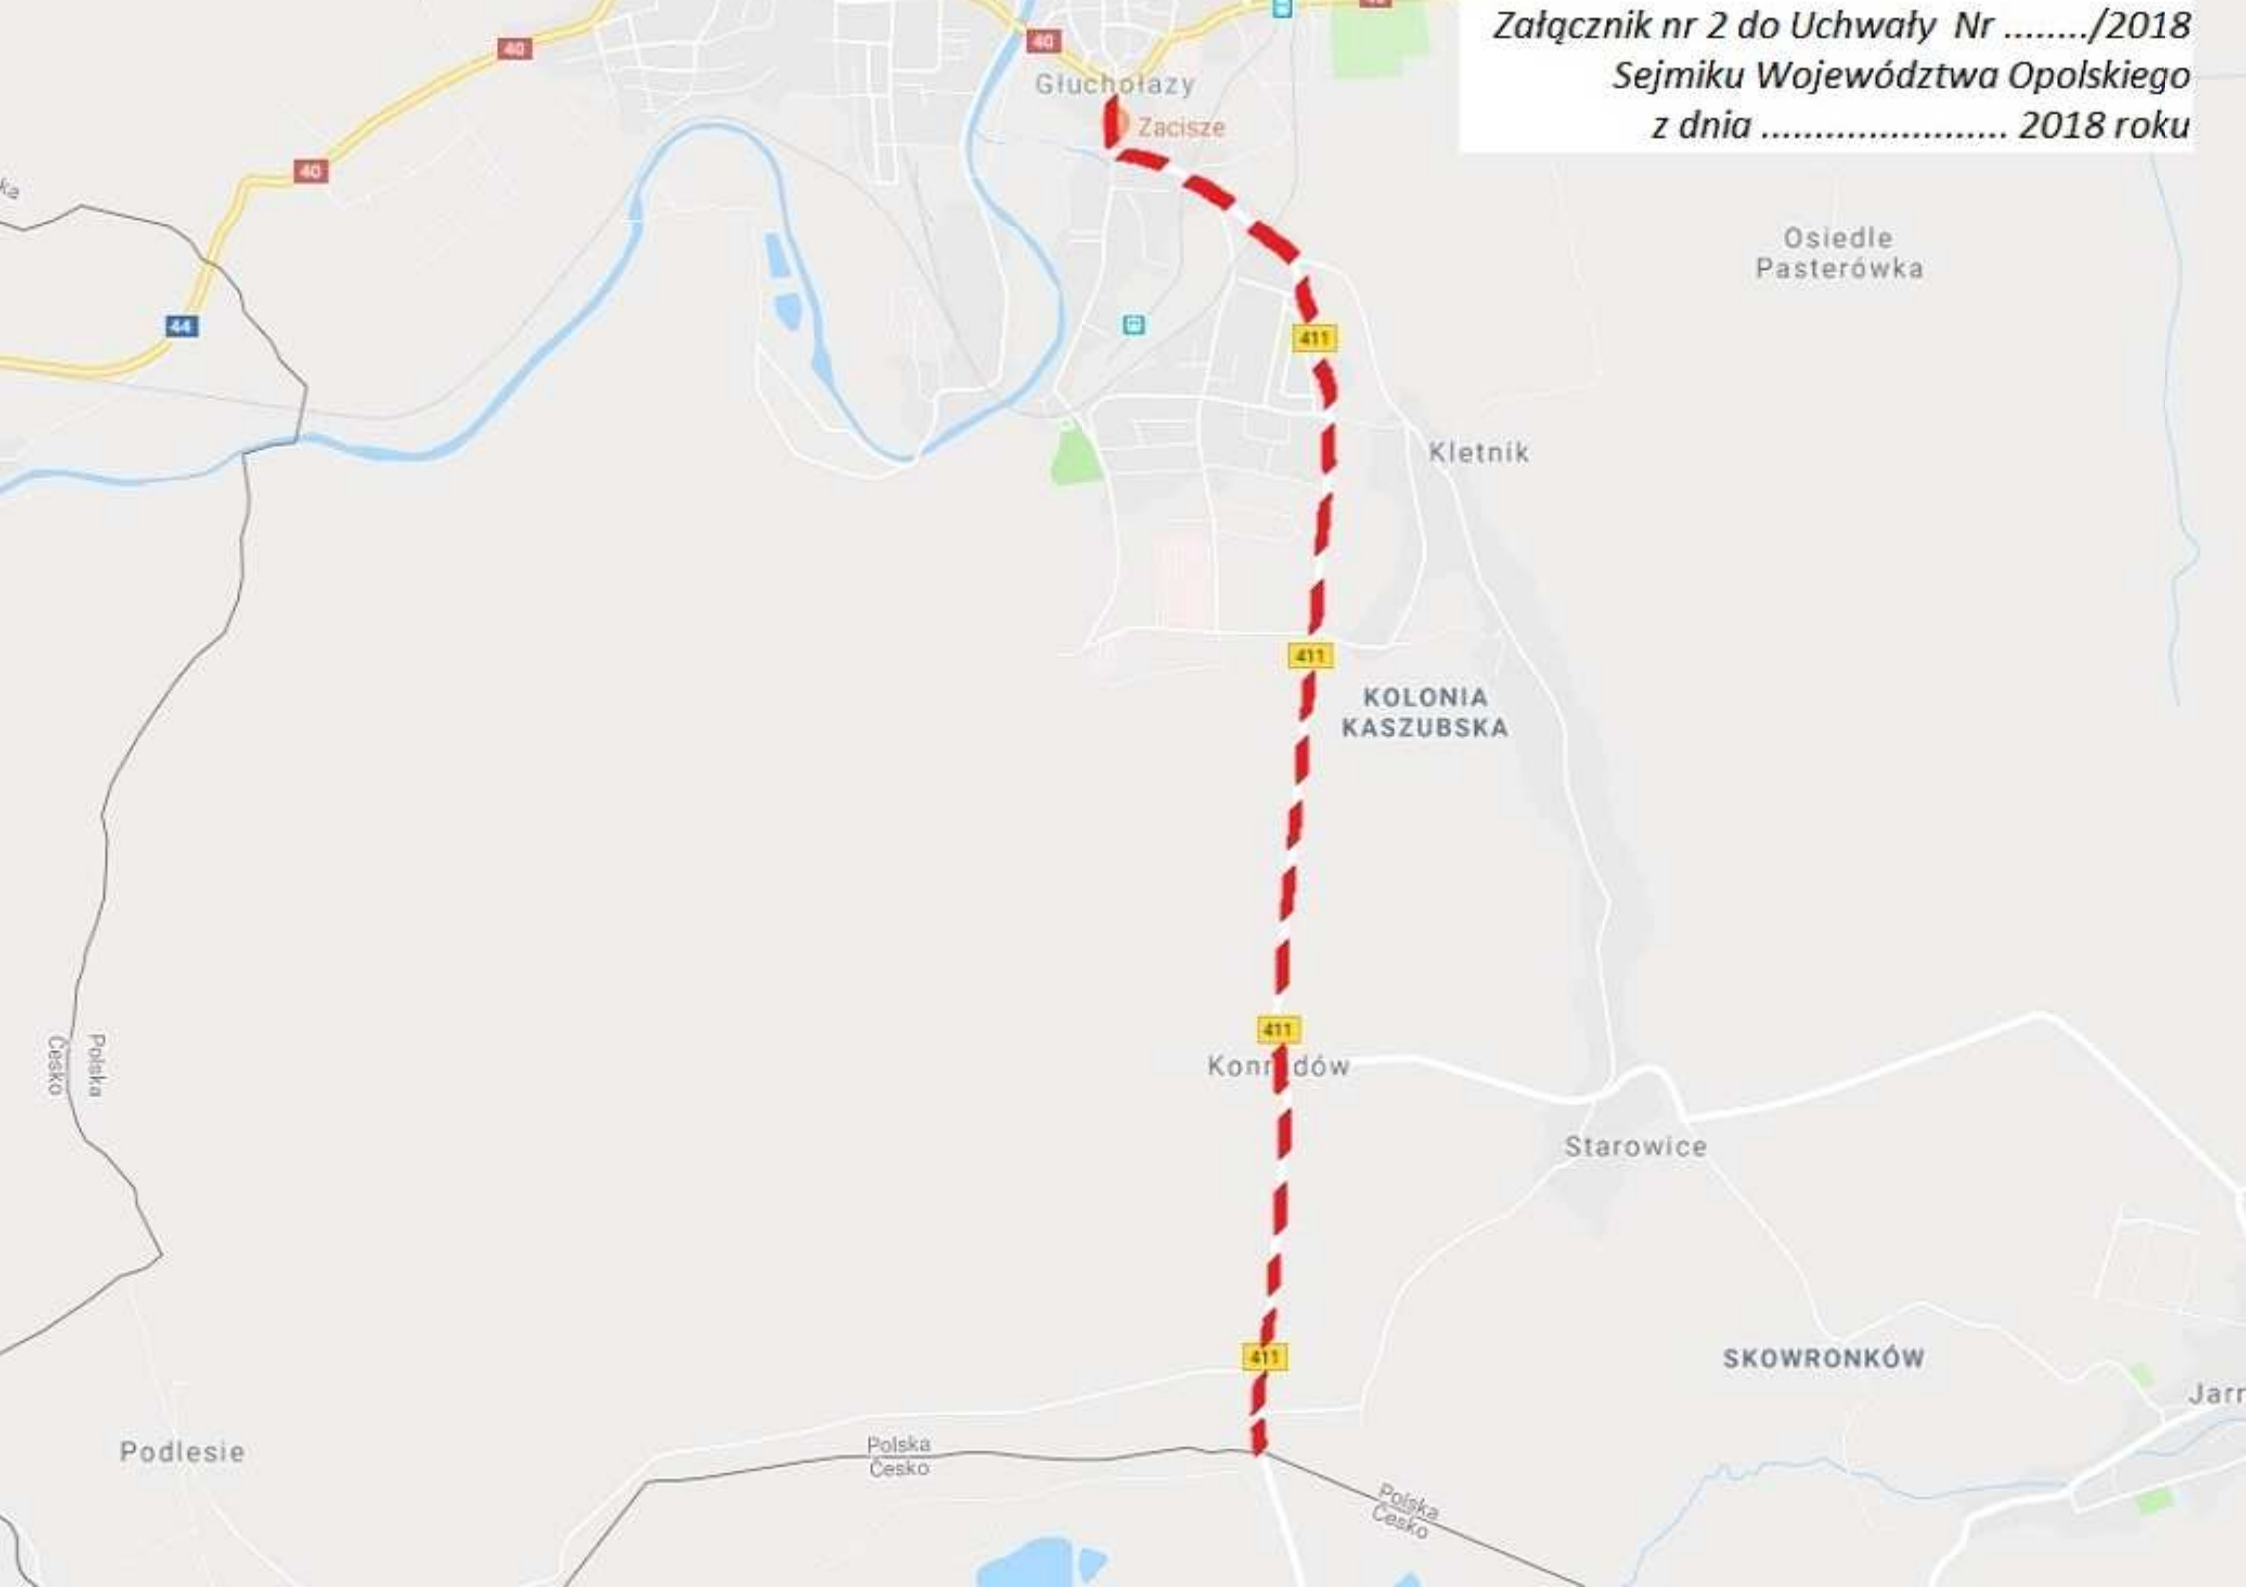 Załącznik nr 2 do Uchwały Nr ......../2018
Sejmiku Województwa Opolskiego
z dnia ....................... 2018 roku
40
40
40
Głuchołazy
Zacisze
44
Osiedle
Pasterówka
411
Kletnik
411
KOLONIA
KASZUBSKA
411
Polska
Česko
Starowice
411
SKOWRONKÓW
Podlesie
Polska
Česko
Polska
Česko